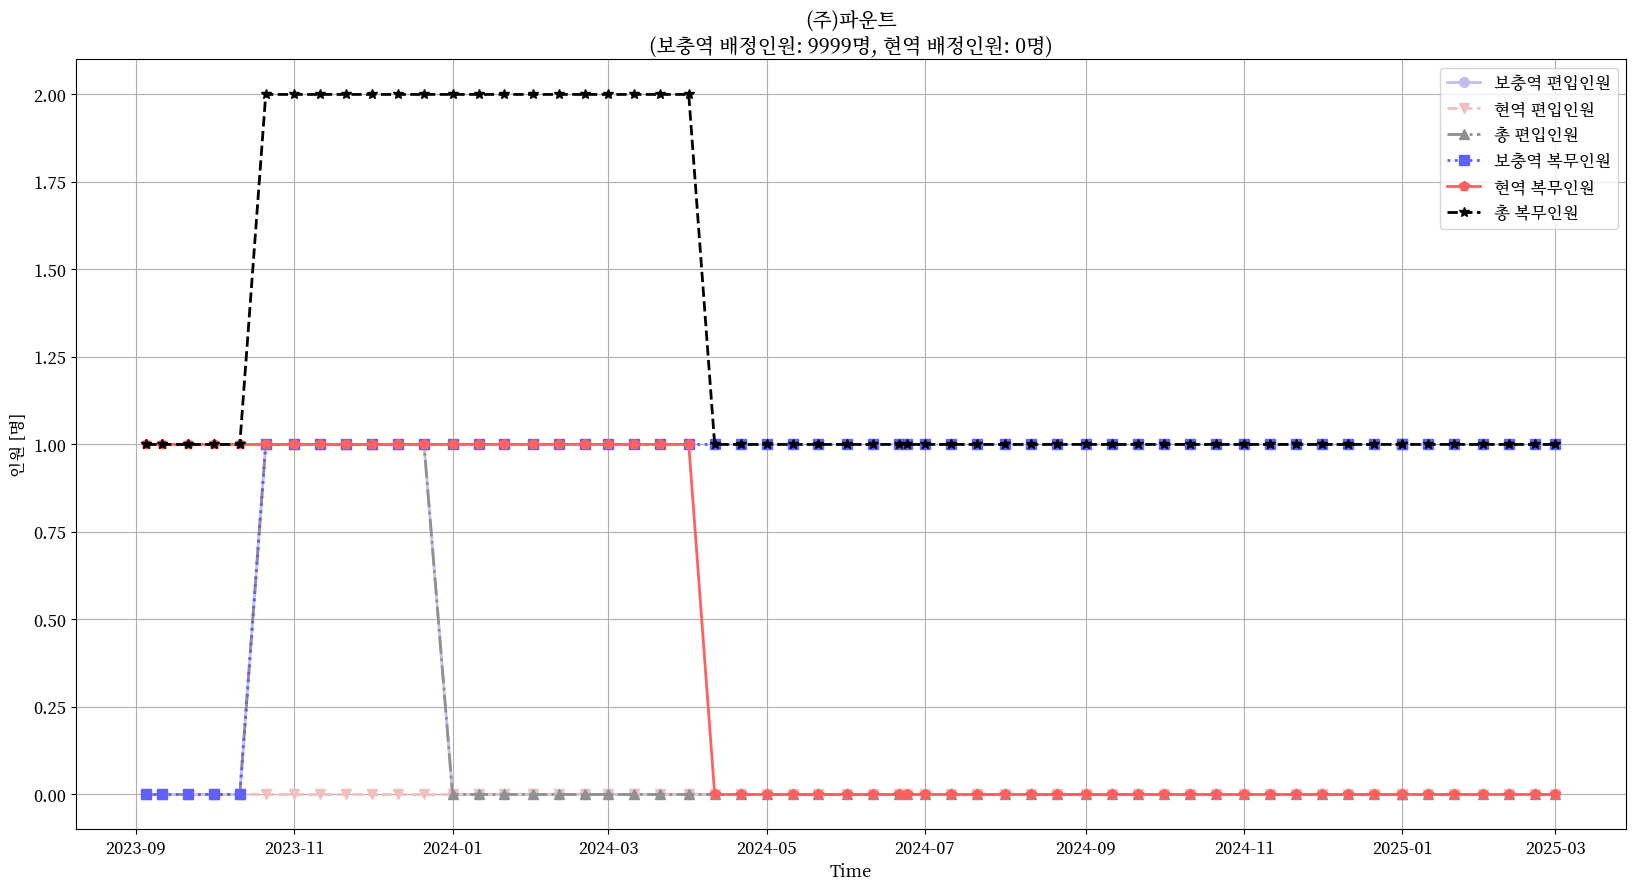 (주)파운트
(보충역 배정인원: 9999명, 현역 배정인원: 0명)
보충역 편입인원
현역 편입인원
총 편입인원
보충역 복무인원
현역 복무인원
총 복무인원
인원 [명]
2.00
1.75
1.50
1.25
1.00
0.75
0.50
0.25
0.00
2023-09 2023-11 2024-01 2024-03 2024-05 2024-07 2024-09 2024-11 2025-01 2025-03
Time